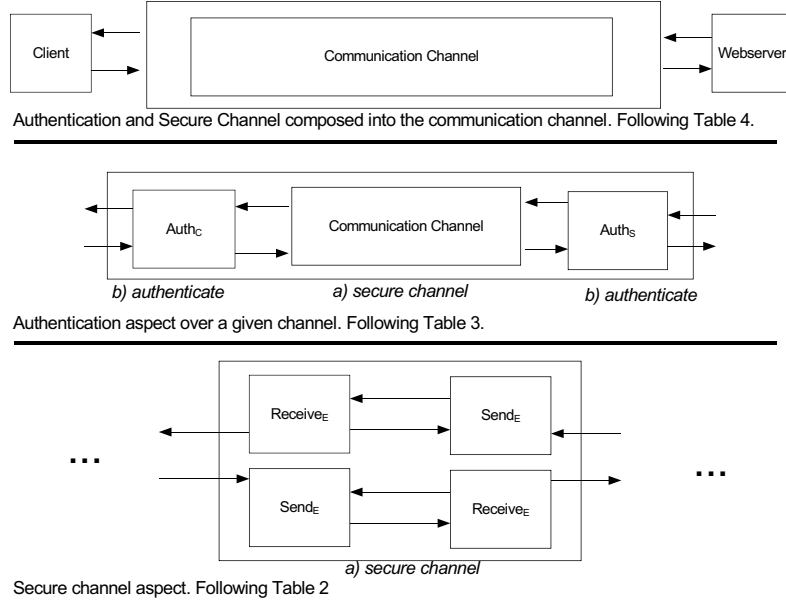 Client
Communication Channel
Webserver
Authentication and Secure Channel composed into the communication channel. Following Table 4.
AuthC
Communication Channel
AuthS
b) authenticate
a) secure channel
b) authenticate
Authentication aspect over a given channel. Following Table 3.
ReceiveE
SendE
...
...
SendE
ReceiveE
a) secure channel
Secure channel aspect. Following Table 2